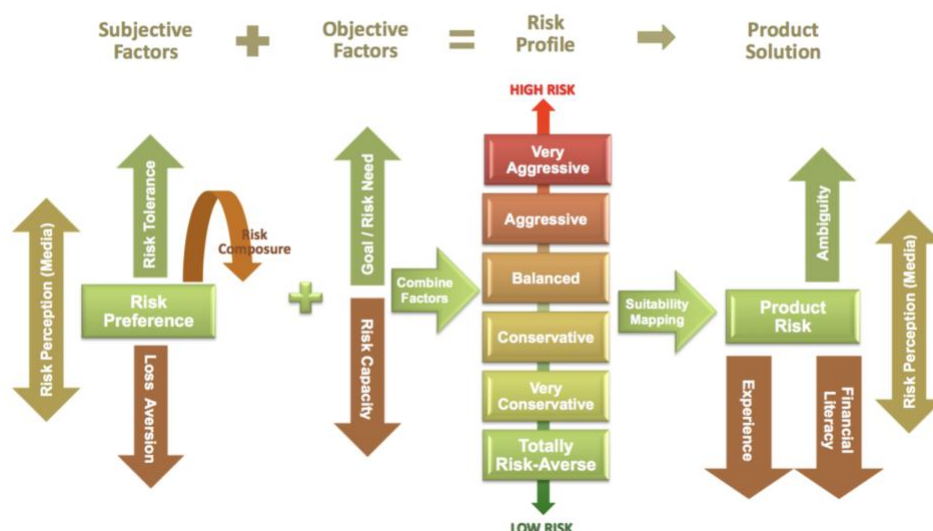 Subjective
Factors
+
Objective
Factors
=
Risk
Profile
Product
Solution
HIGH RISK
Very
Aggressive
Aggressive
Balanced
Conservative
Very
Conservative
Totally
Risk-Averse
LOW RISK
Risk Perception (Media)
Risk Tolerance
Risk
Composure
Risk
Preference
Loss Aversion
+
Goal / Risk Need
Risk Capacity
Combine
Factors
Suitability
Mapping
Ambiguity
Product
Risk
Experience
Financial
Literacy
Risk Perception (Media)